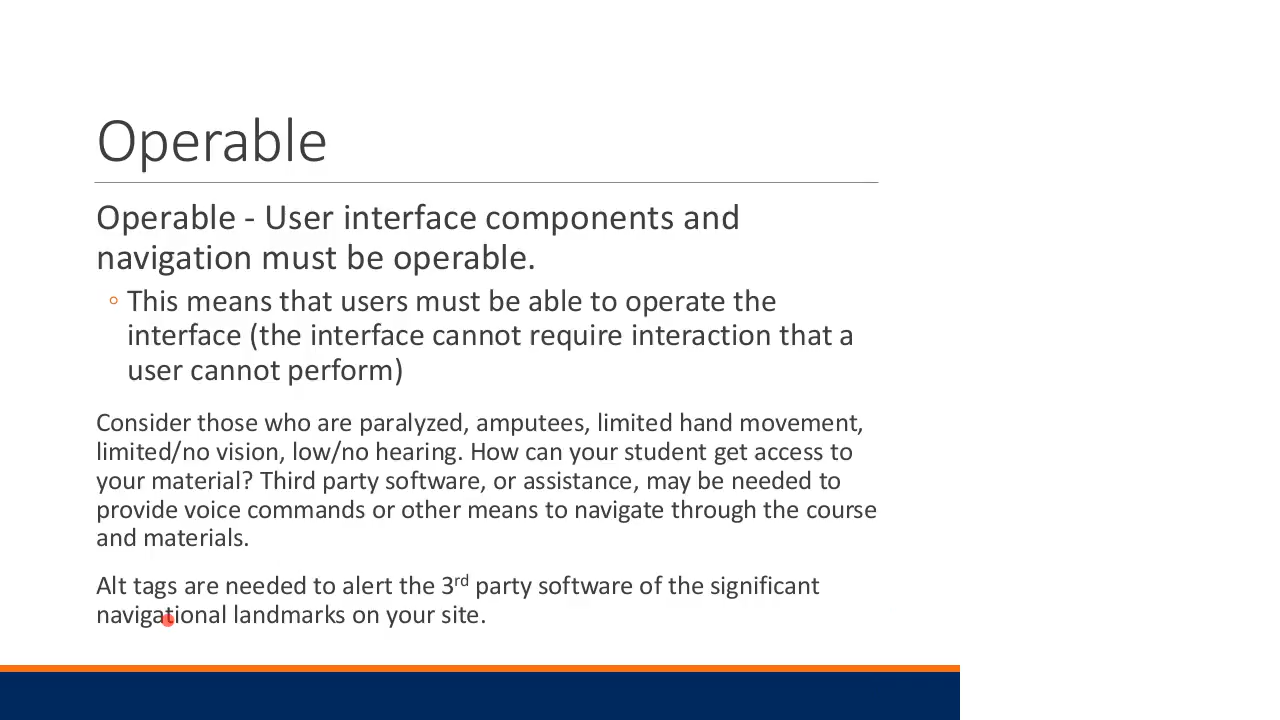 Operable
Operable - User interface components and
navigation must be operable.
◦ This means that users must be able to operate the
interface (the interface cannot require interaction that a
user cannot perform)
Consider those who are paralyzed, amputees, limited hand movement,
limited/no vision, low/no hearing. How can your student get access to
your material? Third party software, or assistance, may be needed to
provide voice commands or other means to navigate through the course
and materials.
Alt tags are needed to alert the 3rd party software of the significant
navigational landmarks on your site.